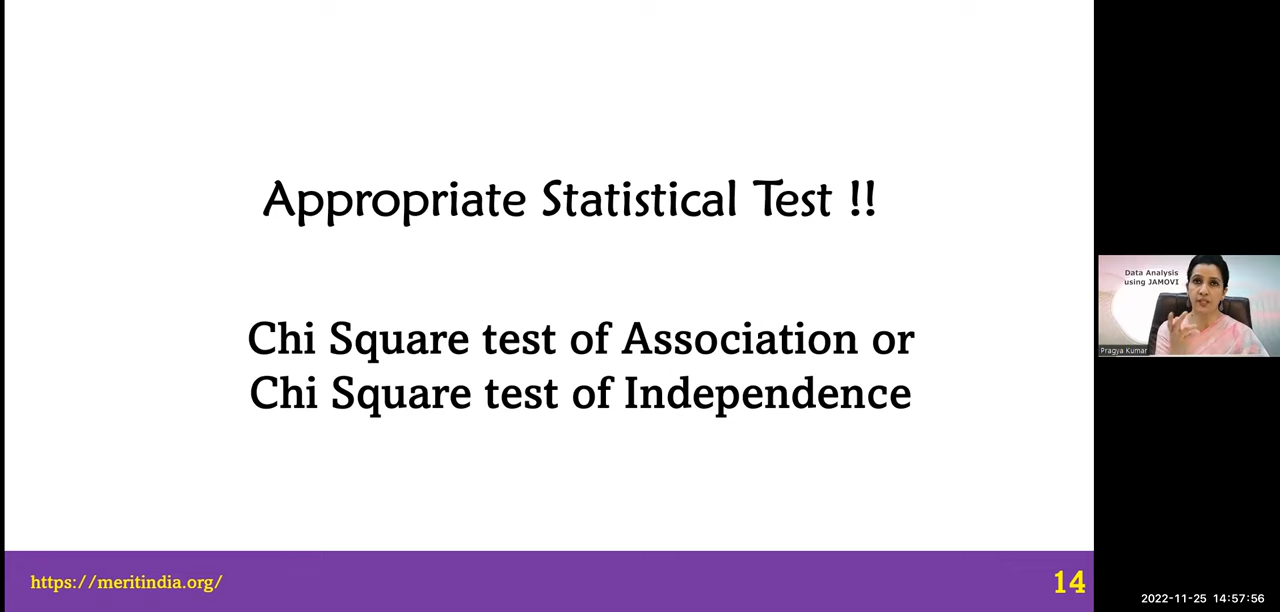 Appropriate Statistical Test !!
Chi Square test of Association or
Chi Square test of Independence
Data Analysis
using JAMOVI
Pragya Kumar
https://meritindia.org/
14
2022-11-25 14:57:56